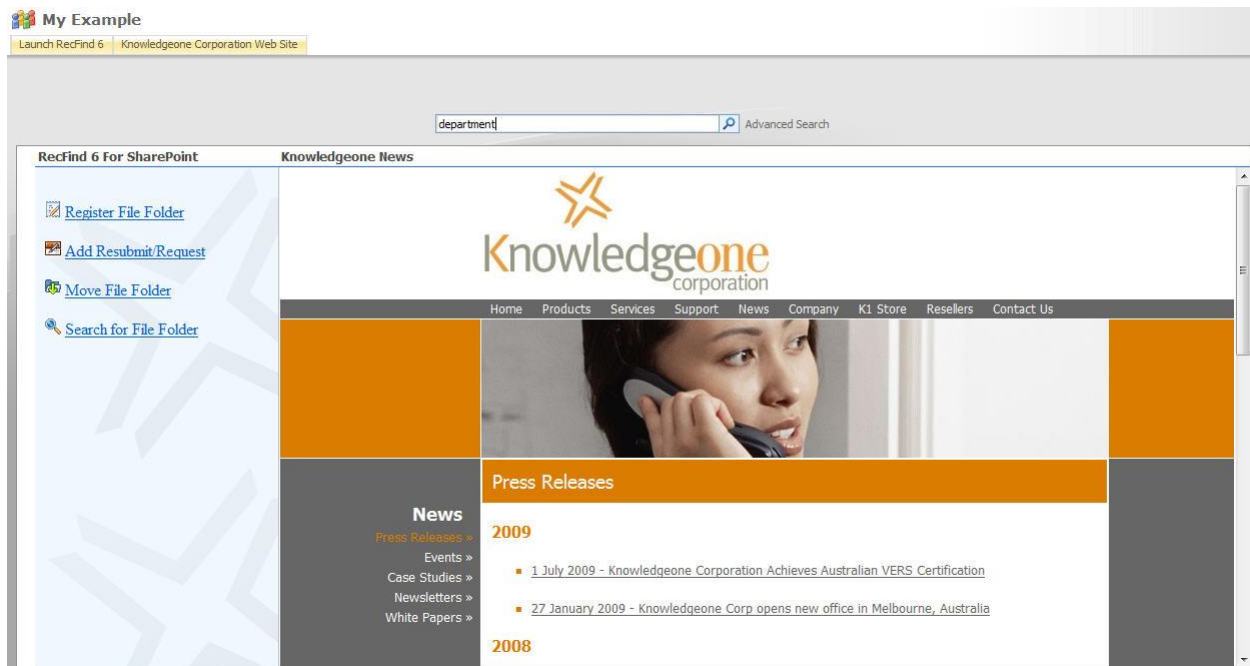 My Example
Launch RecFind 6 Knowledgeone Corporation Web Site
department Advanced Search
RecFind 6 For SharePoint
Register File Folder
Add Resubmit/Request
Move File Folder
Search for File Folder
Knowledgeone News
Knowledgeone
corporation
Home Products Services Support News Company K1 Store Resellers Contact Us
News
Press Releases »
Events »
Case Studies »
Newsletters »
White Papers »
Press Releases
2009
1 July 2009 - Knowledgeone Corporation Achieves Australian VERS Certification
27 January 2009 - Knowledgeone Corp opens new office in Melbourne, Australia
2008